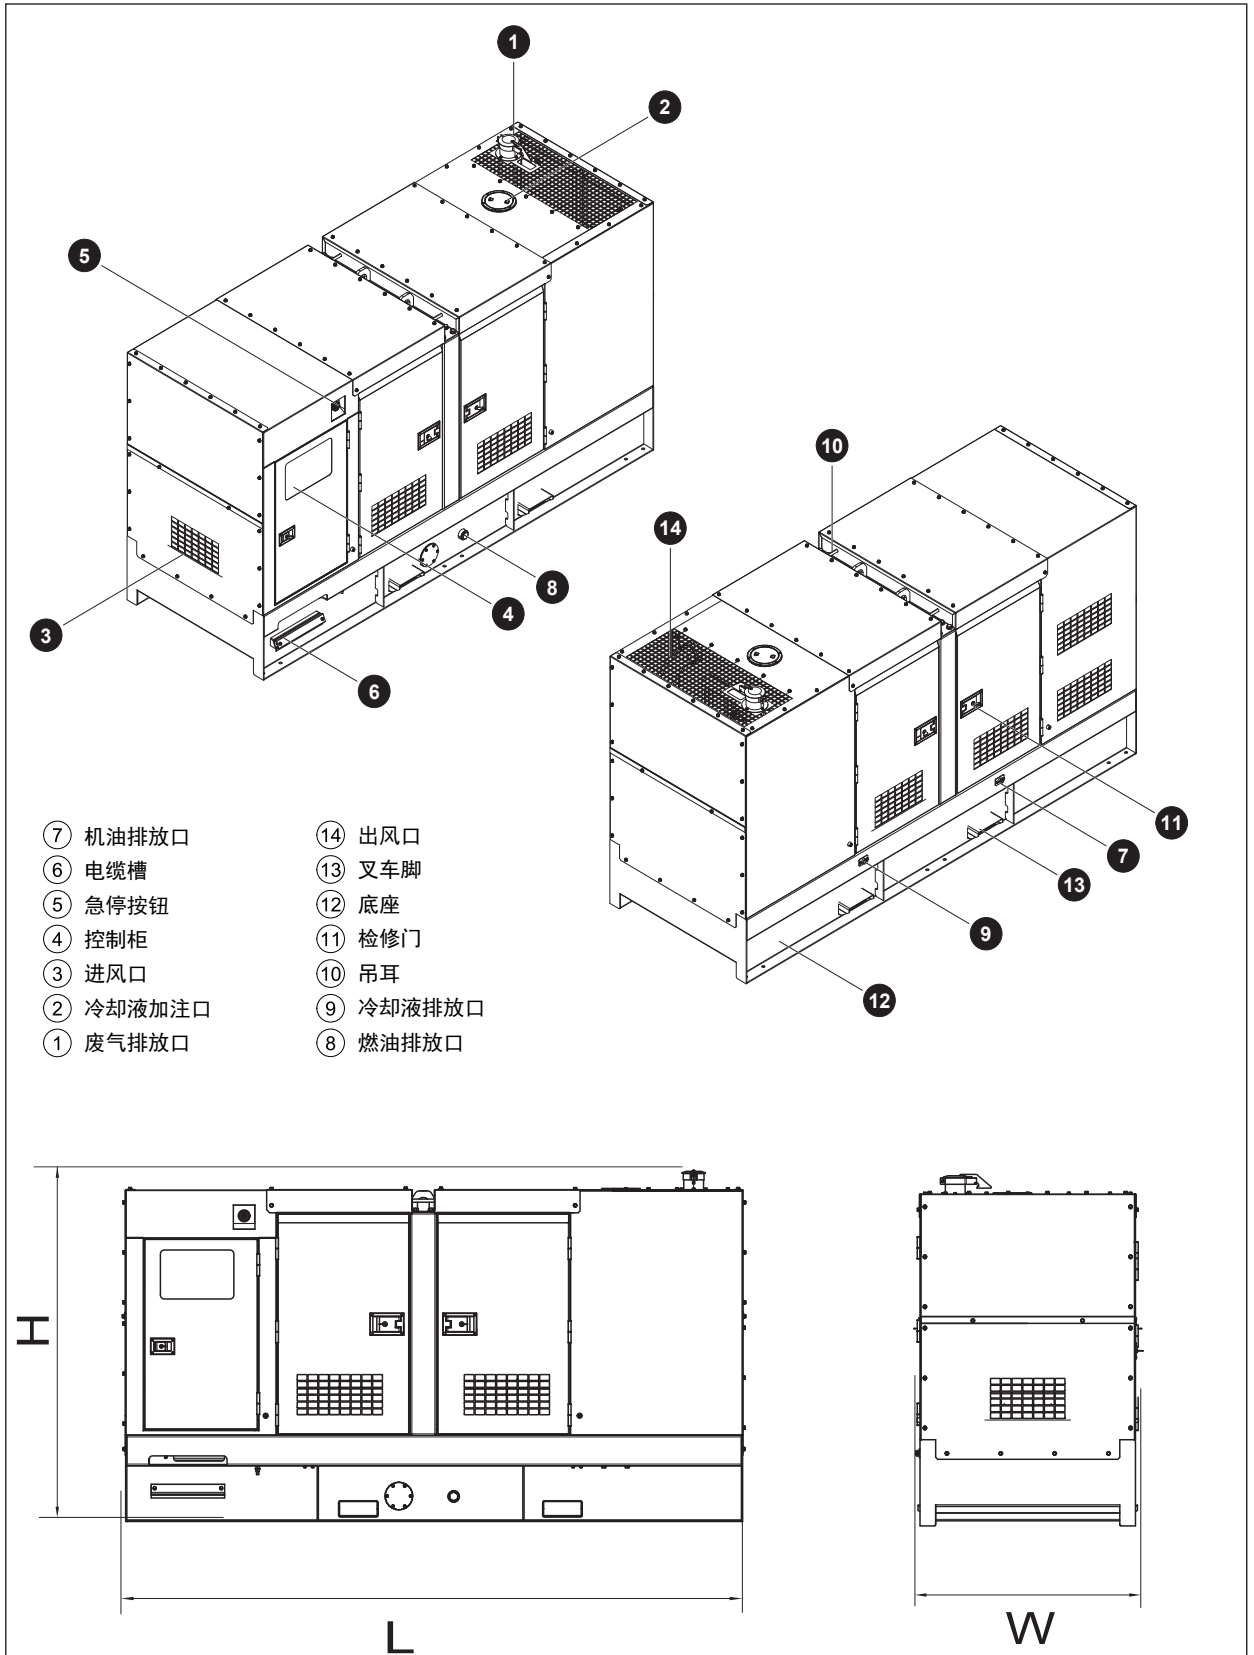 1
2
5
10
14
3
4
8
6
11
7
13
9
12
⑦ 机油排放口
⑥ 电缆槽
⑤ 急停按钮
④ 控制柜
③ 进风口
② 冷却液加注口
① 废气排放口
⑭ 出风口
⑬ 叉车脚
⑫ 底座
⑪ 检修门
⑩ 吊耳
⑨ 冷却液排放口
⑧ 燃油排放口
H
L
W